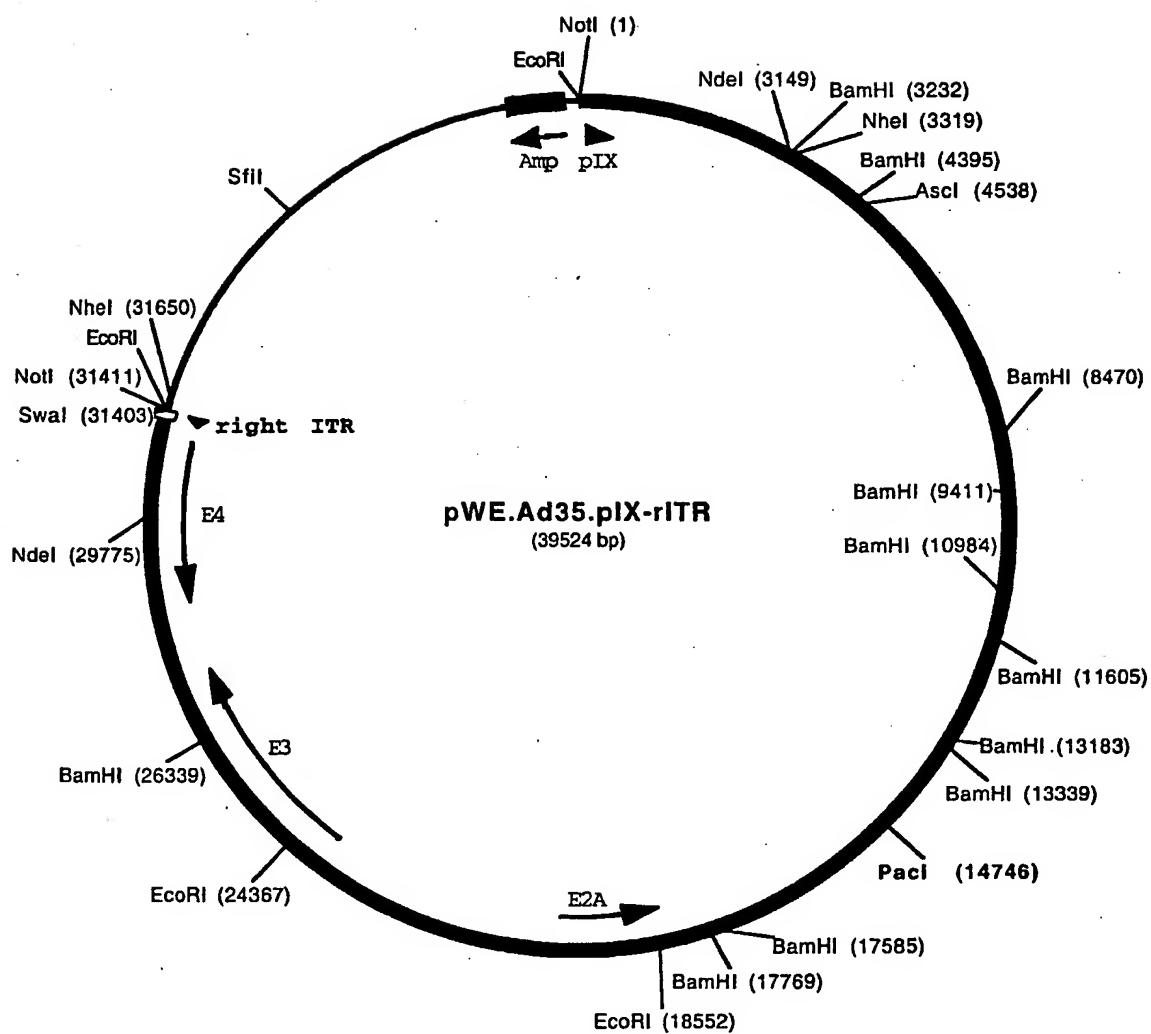 NotI (1)
EcoRI
NdeI (3149)
BamHI (3232)
NheI (3319)
BamHI (4395)
AscI (4538)
Amp pIX
SfiI
NheI (31650)
EcoRI
NotI (31411)
SwaI (31403)
right ITR
BamHI (8470)
BamHI (9411)
BamHI (10984)
pWE.Ad35.pIX-rITR
(39524 bp)
E4
NdeI (29775)
BamHI (11605)
BamHI (13183)
BamHI (13339)
E3
BamHI (26339)
PacI (14746)
EcoRI (24367)
E2A
BamHI (17585)
BamHI (17769)
EcoRI (18552)